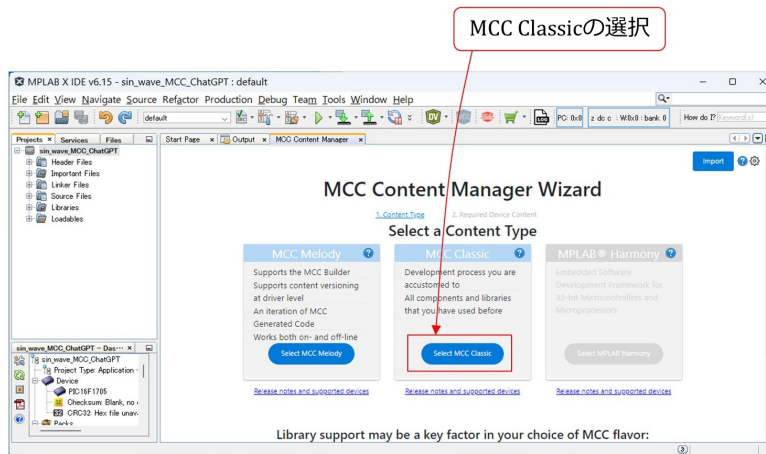 MCC Classicの選択
MPLAB X IDE v6.15 - sin_wave_MCC_ChatGPT : default
File Edit View Navigate Source Refactor Production Debug Team Tools Window Help
default
PC: 0x0 z dc c : W:0x0 : bank 0 How do I? (Keyword(s)
Projects Services Files
Start Page Output MCC Content Manager
sin_wave_MCC_ChatGPT
Header Files
Important Files
Linker Files
Source Files
Libraries
Loadables
Import
MCC Content Manager Wizard
1. Content Type 2. Required Device Content
Select a Content Type
MCC Melody
Supports the MCC Builder
Supports content versioning
at driver level
An iteration of MCC
Generated Code
Works both on- and off-line
Select MCC Melody
Release notes and supported devices
MCC Classic
Development process you are
accustomed to
All components and libraries
that you have used before
Select MCC Classic
Release notes and supported devices
MPLAB® Harmony
Embedded Software
Development Framework for
32-bit Microcontrollers and
Microprocessors
Select MPLAB Harmony
Release notes and supported devices
Library support may be a key factor in your choice of MCC flavor:
sin_wave_MCC_ChatGPT - Das...
sin_wave_MCC_ChatGPT
Project Type: Application -
Device
PIC16F1705
Checksum: Blank, no
CRC32: Hex file unav
Packs
3